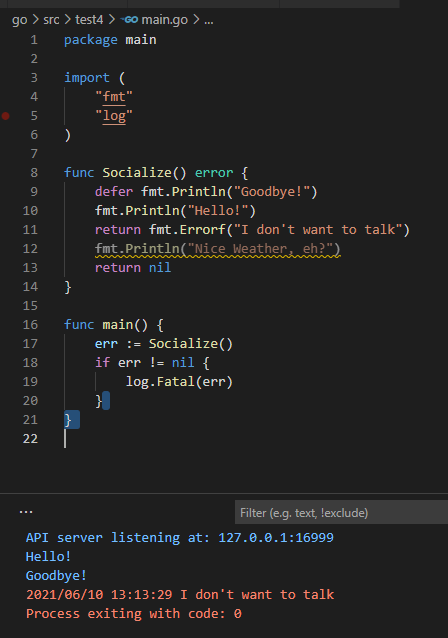 go > src > test4 > GO main.go > ...
1 package main
2
3 import (
4 "fmt"
5 "log"
6 )
7
8 func Socialize() error {
9 defer fmt.Println("Goodbye!")
10 fmt.Println("Hello!")
11 return fmt.Errorf("I don't want to talk")
12 fmt.Println("Nice Weather, eh?")
13 return nil
14 }
15
16 func main() {
17 err := Socialize()
18 if err != nil {
19 log.Fatal(err)
20 }
21 }
22
... Filter (e.g. text, !exclude)
API server listening at: 127.0.0.1:16999
Hello!
Goodbye!
2021/06/10 13:13:29 I don't want to talk
Process exiting with code: 0